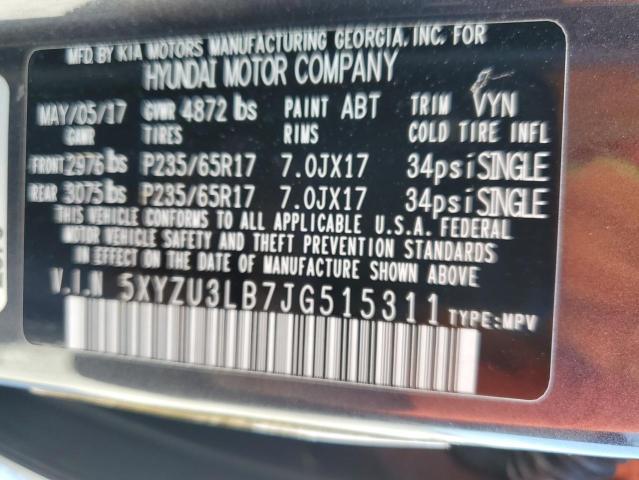 MFD.BY KIA MOTORS MANUFACTURING GEORGIA,INC.FOR
HYUNDAI MOTOR COMPANY
MAY/05/17 GVWR 4872 lbs PAINT ABT TRIM VYN
GAWR TIRES RIMS COLD TIRE INFL
FRONT 2976 lbs P235/65R17 7.0JX17 34psi SINGLE
REAR 3075 lbs P235/65R17 7.0JX17 34psi SINGLE
THIS VEHICLE CONFORMS TO ALL APPLICABLE U.S.A. FEDERAL
MOTOR VEHICLE SAFETY AND THEFT PREVENTION STANDARDS
IN EFFECT ON THE DATE OF MANUFACTURE SHOWN ABOVE
V.I.N 5XYZU3LB7JG515311 TYPE:MPV